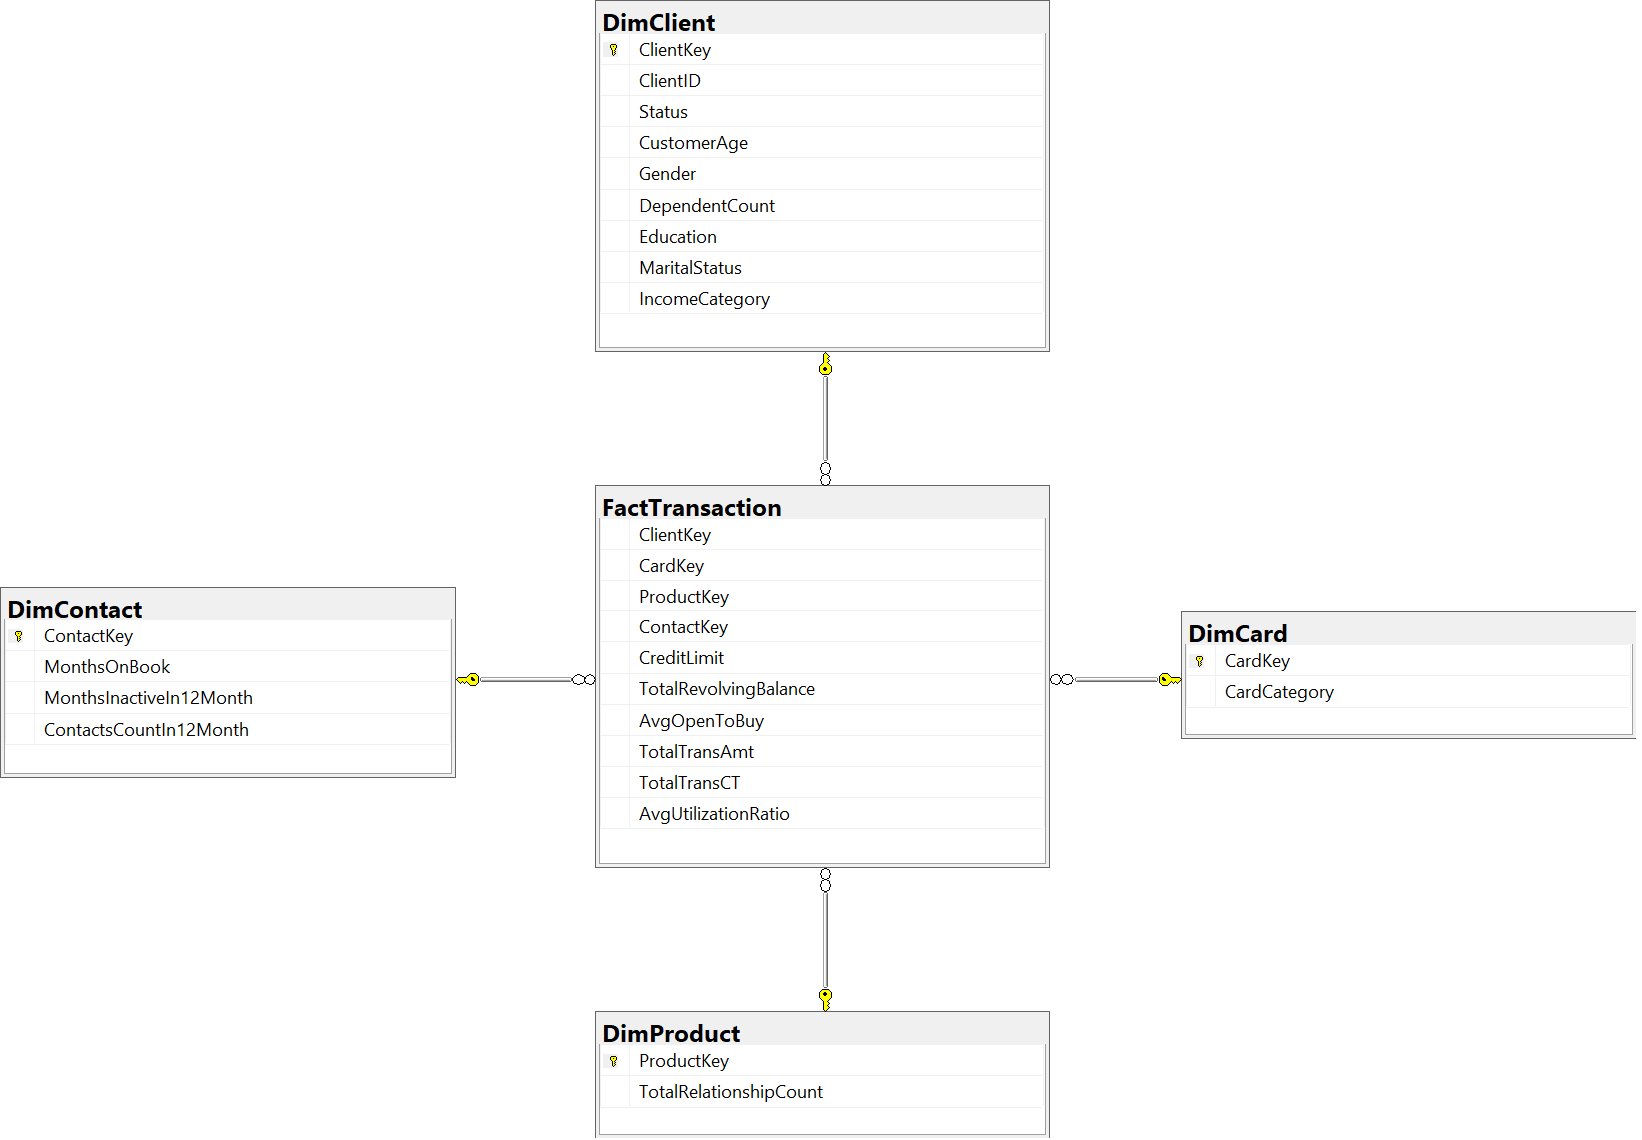 DimClient
ClientKey
ClientID
Status
CustomerAge
Gender
DependentCount
Education
MaritalStatus
IncomeCategory
FactTransaction
ClientKey
CardKey
ProductKey
ContactKey
CreditLimit
TotalRevolvingBalance
AvgOpenToBuy
TotalTransAmt
TotalTransCT
AvgUtilizationRatio
DimContact
ContactKey
MonthsOnBook
MonthsInactiveIn12Month
ContactsCountIn12Month
DimCard
CardKey
CardCategory
DimProduct
ProductKey
TotalRelationshipCount